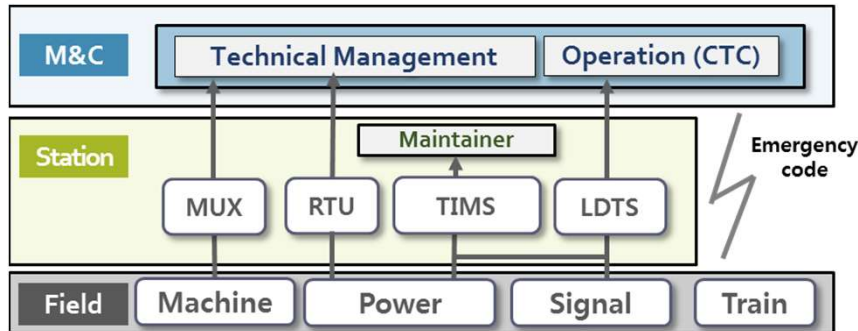 M&C
Technical Management
Operation (CTC)
Station
Maintainer
Emergency
code
MUX
RTU
TIMS
LDTS
Field
Machine
Power
Signal
Train